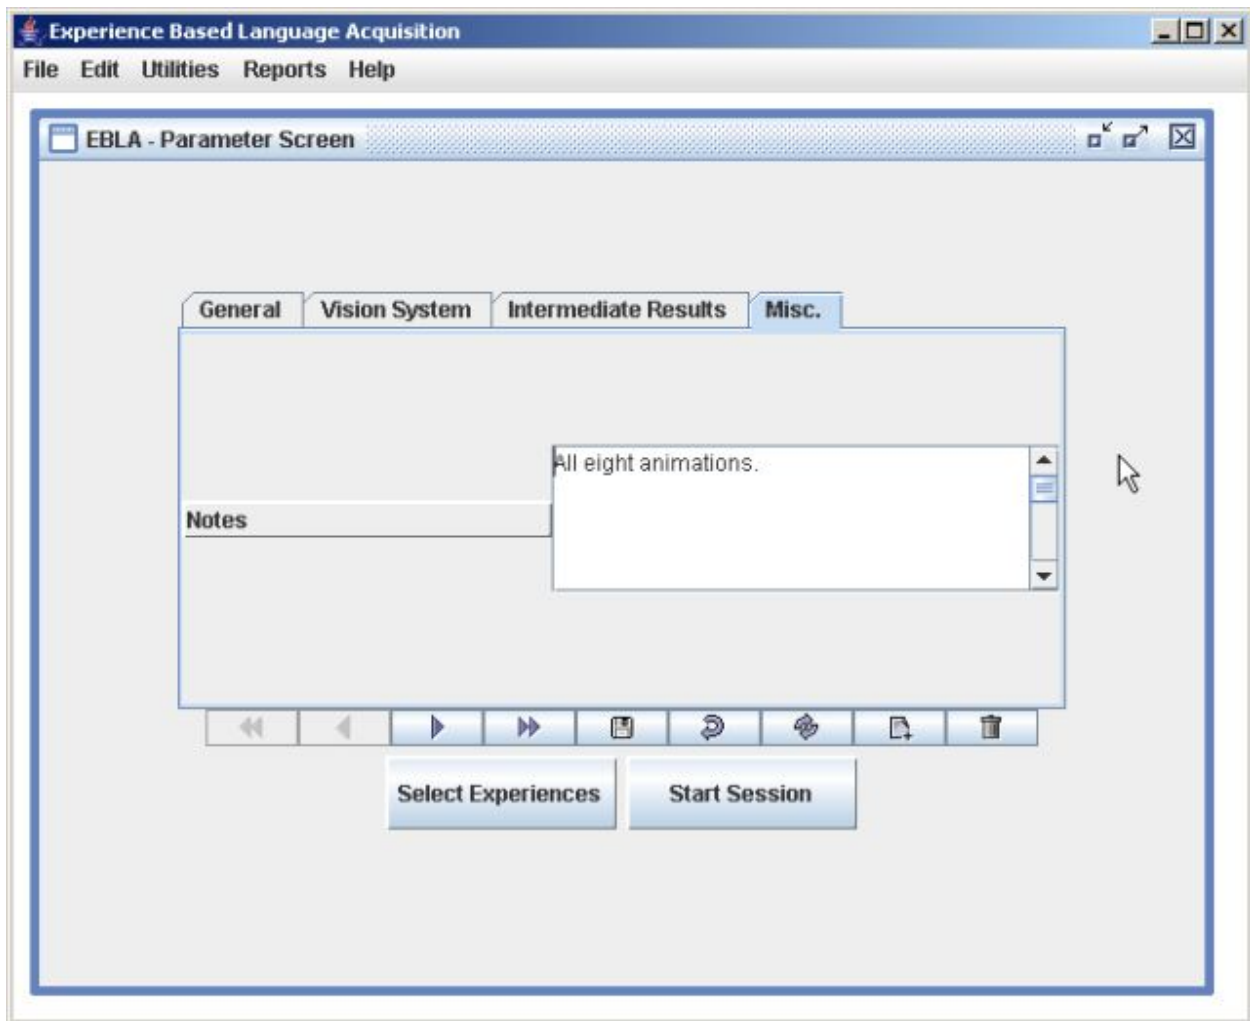 Experience Based Language Acquisition
File Edit Utilities Reports Help
EBLA - Parameter Screen
General Vision System Intermediate Results Misc.
All eight animations.
Notes
Select Experiences Start Session